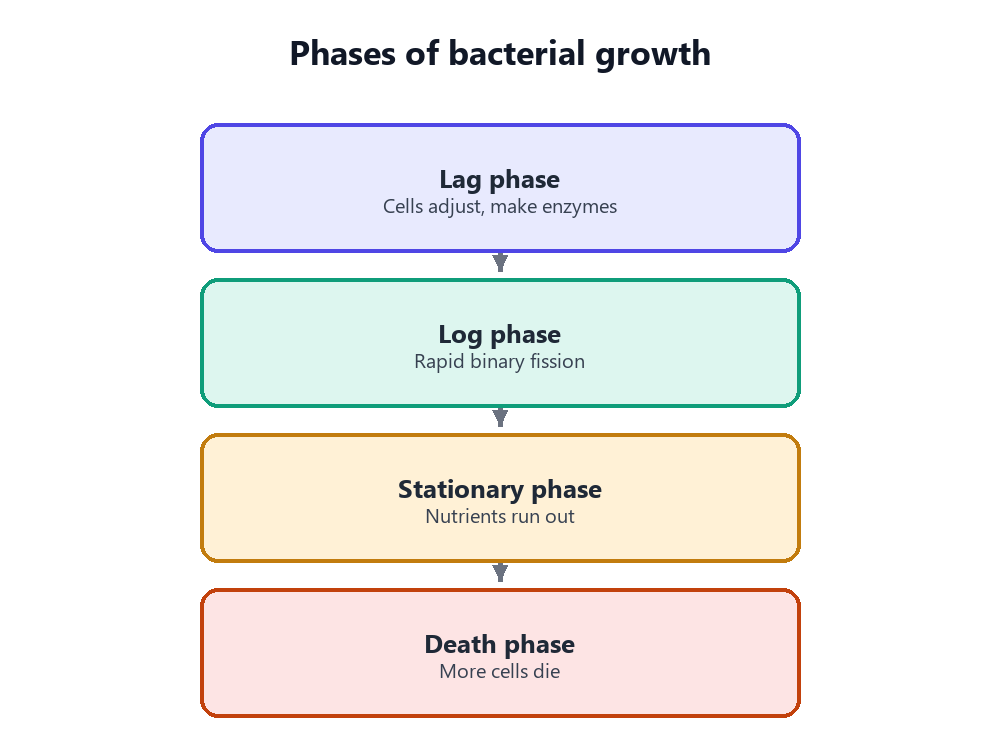 Phases of bacterial growth
Lag phase
Cells adjust, make enzymes
Log phase
Rapid binary fission
Stationary phase
Nutrients run out
Death phase
More cells die